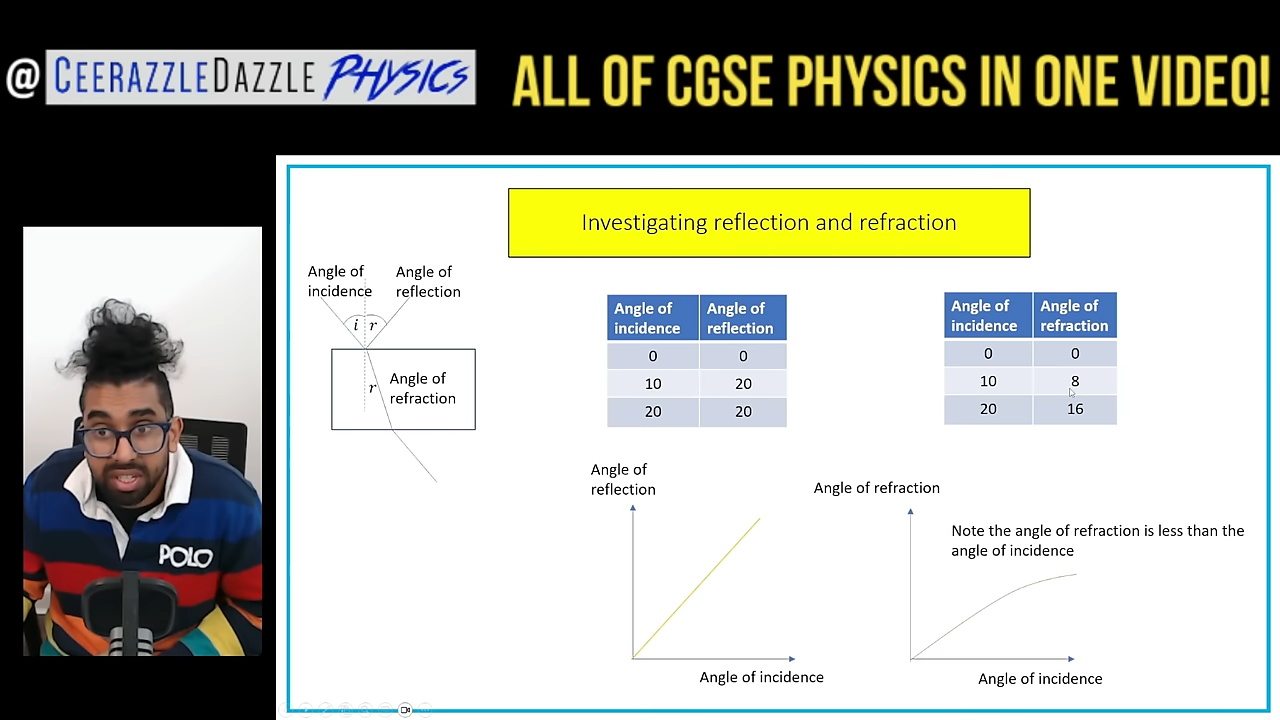 @ CEERAZZLEDAZZLE PHYSICS
ALL OF CGSE PHYSICS IN ONE VIDEO!
Investigating reflection and refraction
Angle of
incidence
Angle of
reflection
i r
r
Angle of
refraction
Angle of incidence Angle of reflection
0 0
10 20
20 20
Angle of incidence Angle of refraction
0 0
10 8
20 16
Angle of
reflection
Angle of incidence
Angle of refraction
Note the angle of refraction is less than the
angle of incidence
Angle of incidence
POLO